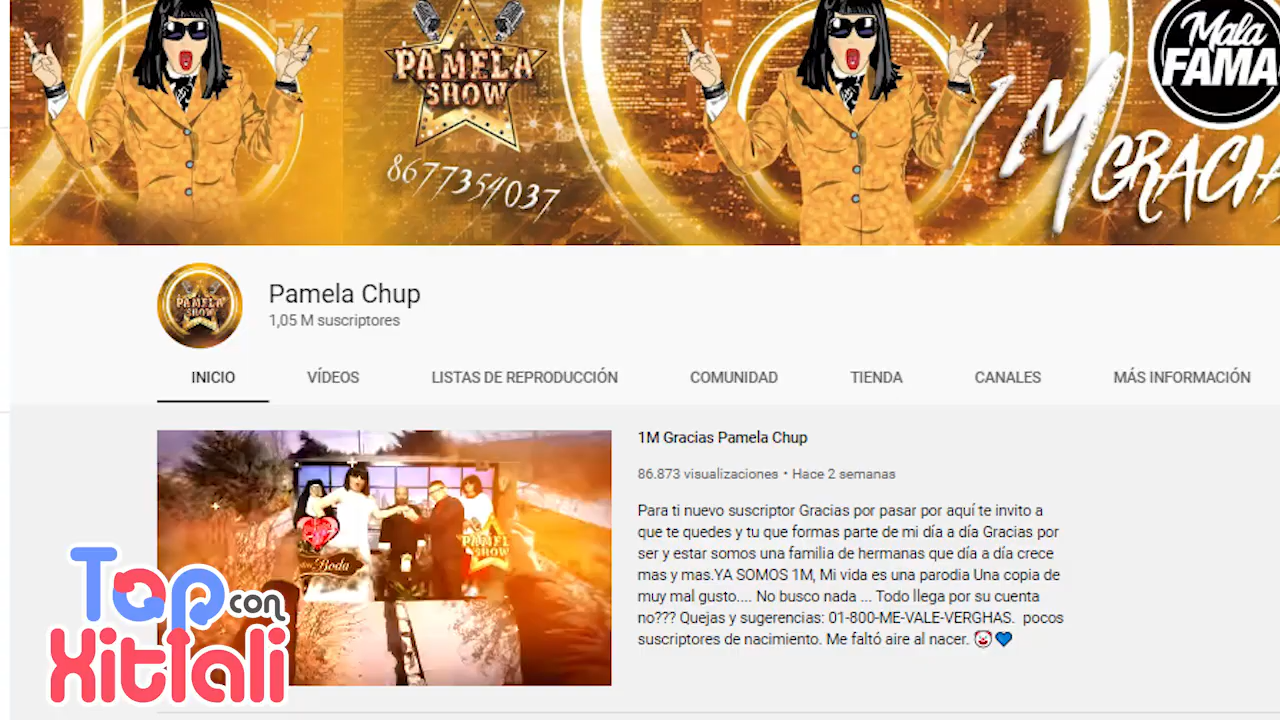 PAMELA
SHOW
8677354037
Mala
FAMA
1M GRACIA
PAMELA
SHOW
Pamela Chup
1,05 M suscriptores
INICIO
VÍDEOS
LISTAS DE REPRODUCCIÓN
COMUNIDAD
TIENDA
CANALES
MÁS INFORMACIÓN
1M Gracias Pamela Chup
86.873 visualizaciones • Hace 2 semanas
Para ti nuevo suscriptor Gracias por pasar por aquí te invito a
que te quedes y tu que formas parte de mi día a día Gracias por
ser y estar somos una familia de hermanas que día a día crece
mas y mas.YA SOMOS 1M, Mi vida es una parodia Una copia de
muy mal gusto.... No busco nada ... Todo llega por su cuenta
no??? Quejas y sugerencias: 01-800-ME-VALE-VERGHAS. pocos
suscriptores de nacimiento. Me faltó aire al nacer. 🤡💙
PAMELA
SHOW
Boda
Top con
Xitlali